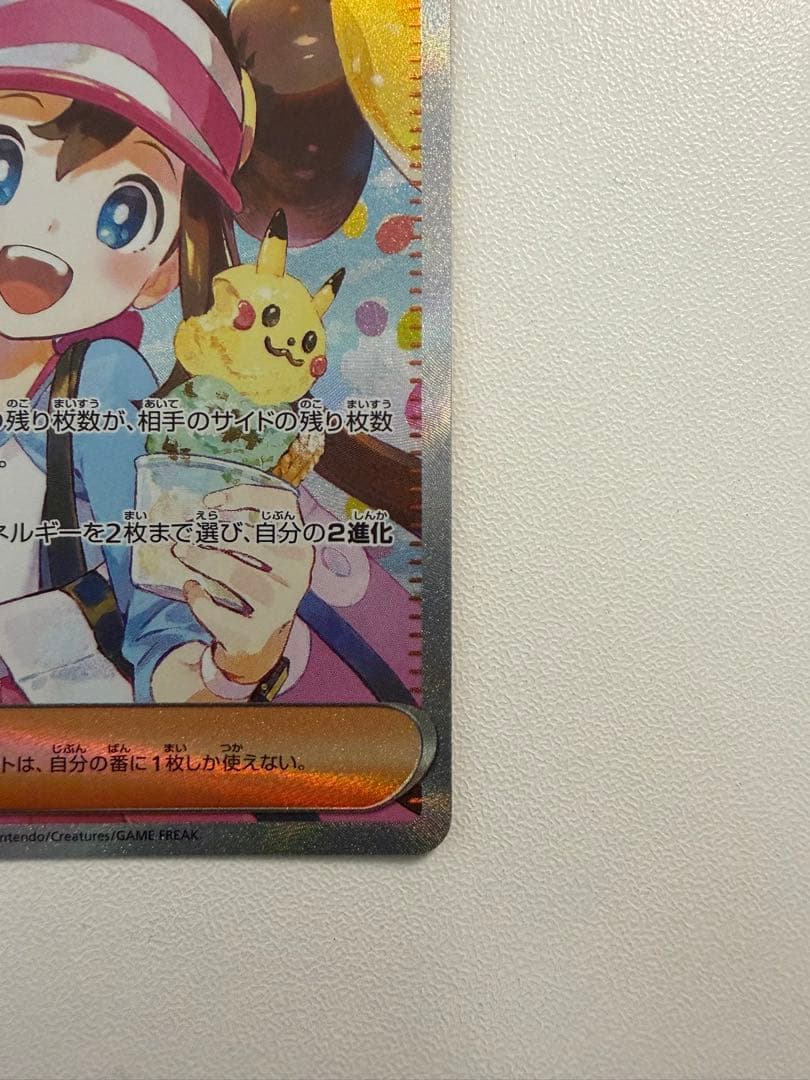 残り枚数が、相手のサイドの残り枚数
。
ネルギーを2枚まで選び、自分の2進化
トは、自分の番に1枚しか使えない。
ntendo/Creatures/GAME FREAK